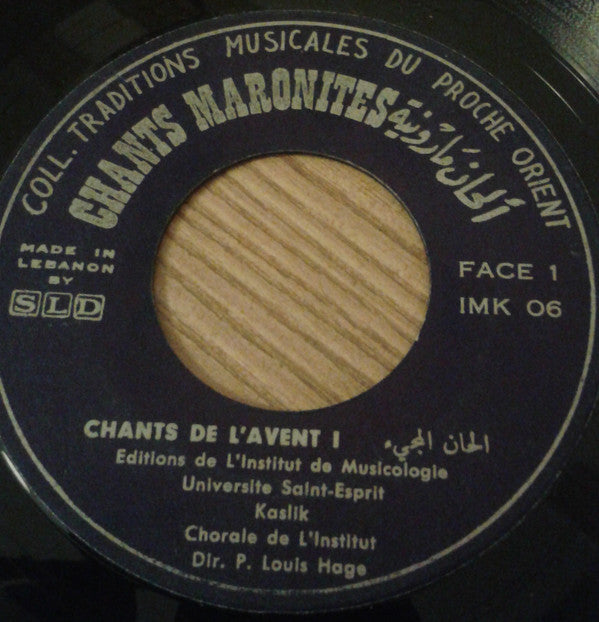 COLL. TRADITIONS MUSICALES DU PROCHE ORIENT
CHANTS MARONITES ألحان مارونية
MADE IN
LEBANON
BY
SLD
FACE 1
IMK 06
CHANTS DE L'AVENT I الحان المجيء
Editions de L'Institut de Musicologie
Universite Saint-Esprit
Kaslik
Chorale de L'Institut
Dir. P. Louis Hage